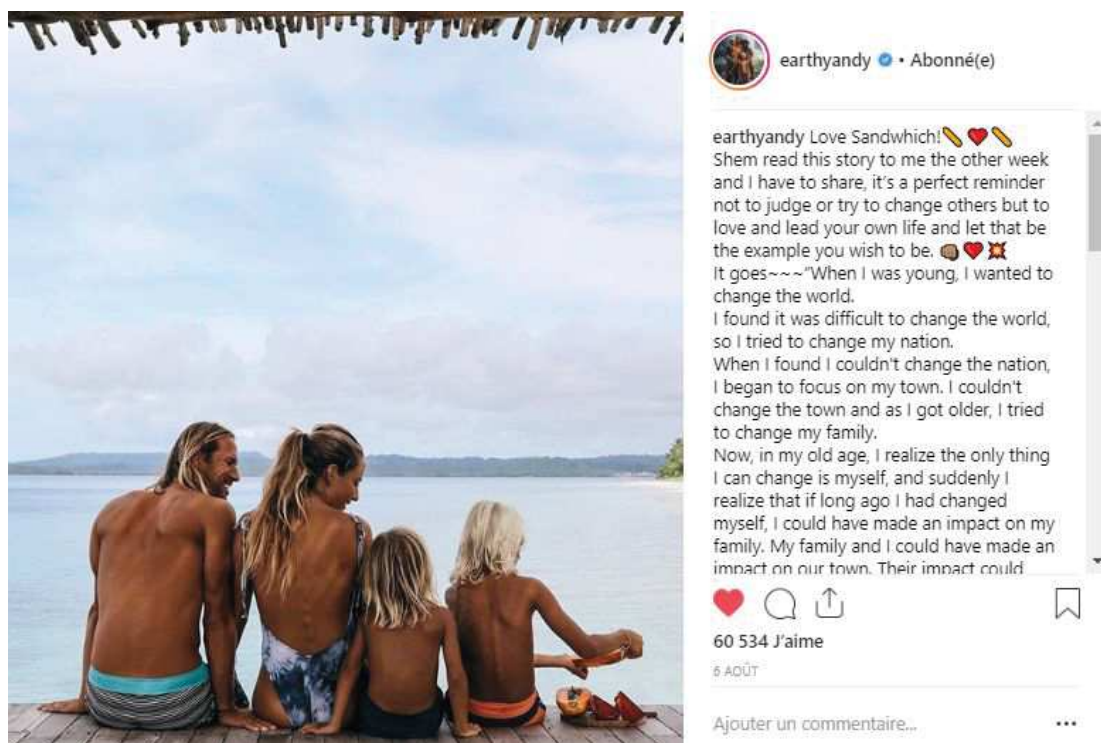 earthyandy • Abonné(e)
earthyandy Love Sandwhich!🥖❤️🥖
Shem read this story to me the other week
and I have to share, it's a perfect reminder
not to judge or try to change others but to
love and lead your own life and let that be
the example you wish to be. 👊🏾❤️💥
It goes~~~"When I was young, I wanted to
change the world.
I found it was difficult to change the world,
so I tried to change my nation.
When I found I couldn't change the nation,
I began to focus on my town. I couldn't
change the town and as I got older, I tried
to change my family.
Now, in my old age, I realize the only thing
I can change is myself, and suddenly I
realize that if long ago I had changed
myself, I could have made an impact on my
family. My family and I could have made an
impact on our town. Their impact could
60 534 J'aime
6 AOÛT
Ajouter un commentaire...